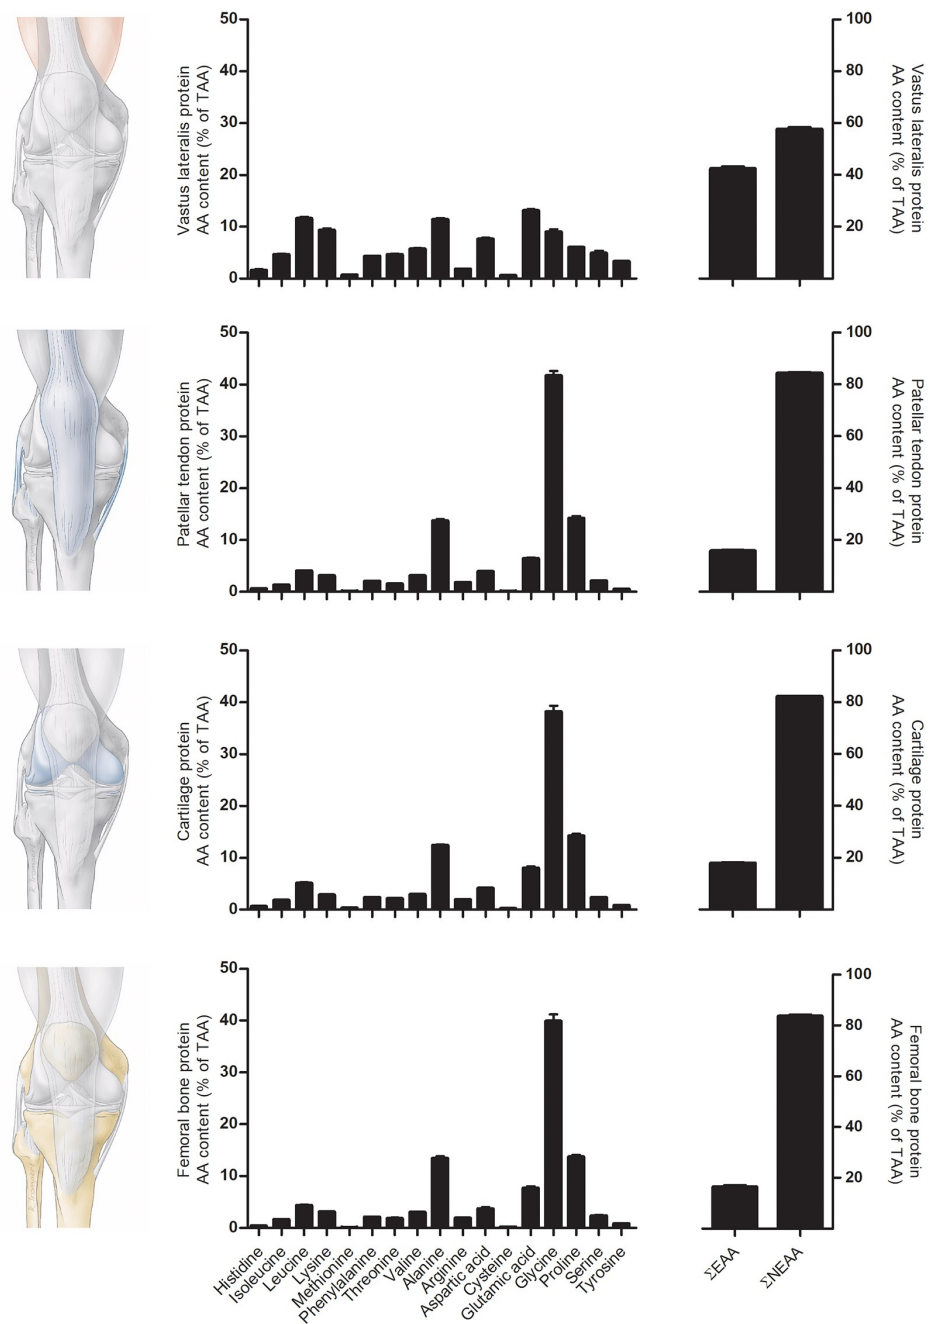 Vastus lateralis protein
AA content (% of TAA)
50
40
30
20
10
0
100
80
60
40
20
Vastus lateralis protein
AA content (% of TAA)
Patellar tendon protein
AA content (% of TAA)
50
40
30
20
10
0
100
80
60
40
20
Patellar tendon protein
AA content (% of TAA)
Cartilage protein
AA content (% of TAA)
50
40
30
20
10
0
100
80
60
40
20
Cartilage protein
AA content (% of TAA)
Femoral bone protein
AA content (% of TAA)
50
40
30
20
10
0
100
80
60
40
20
Femoral bone protein
AA content (% of TAA)
Histidine
Isoleucine
Leucine
Lysine
Methionine
Phenylalanine
Threonine
Valine
Alanine
Arginine
Aspartic acid
Cysteine
Glutamic acid
Glycine
Proline
Serine
Tyrosine
ΣEAA
ΣNEAA